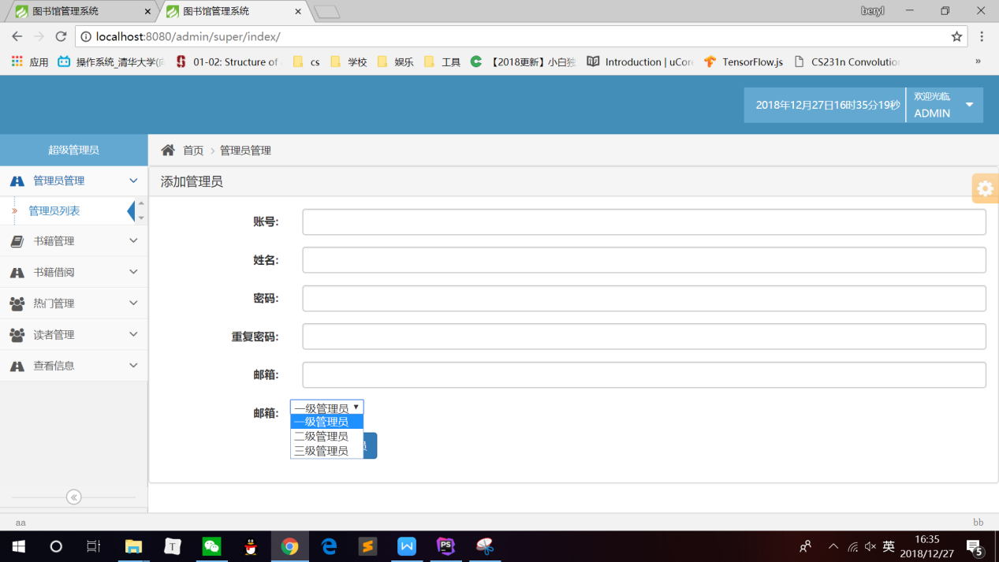 图书馆管理系统
图书馆管理系统
beryl
localhost:8080/admin/super/index/
应用 操作系统_清华大学(向 01-02: Structure of cs 学校 娱乐 工具 【2018更新】小白独 Introduction | uCor TensorFlow.js CS231n Convolution »
2018年12月27日16时35分19秒
欢迎光临,
ADMIN
超级管理员
首页 > 管理员管理
管理员管理
管理员列表
书籍管理
书籍借阅
热门管理
读者管理
查看信息
添加管理员
账号:
姓名:
密码:
重复密码:
邮箱:
邮箱:
一级管理员
一级管理员
二级管理员
三级管理员
aa
bb
英
16:35
2018/12/27
5